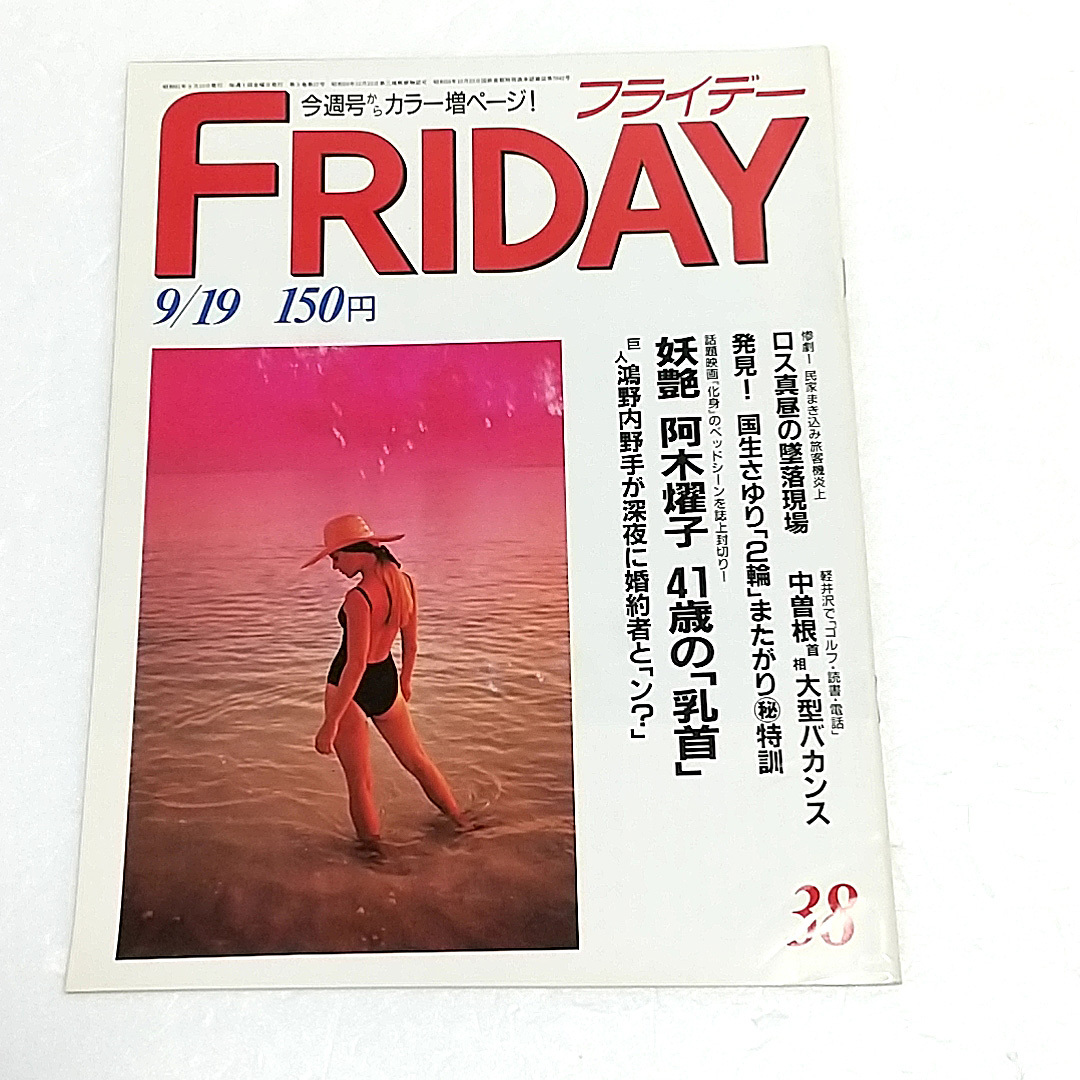 今週号からカラー増ページ!
フライデー
FRIDAY
9/19 150円
惨劇! 民家まき込み旅客機炎上
ロス真昼の墜落現場
軽井沢で「ゴルフ・読書・電話」
中曽根首相大型バカンス
発見! 国生さゆり「2輪」またがり㊙特訓
話題映画『化身』のベッドシーンを誌上封切り!
妖艶 阿木燿子 41歳の「乳首」
巨人鴻野内野手が深夜に婚約者と「ン?」
38